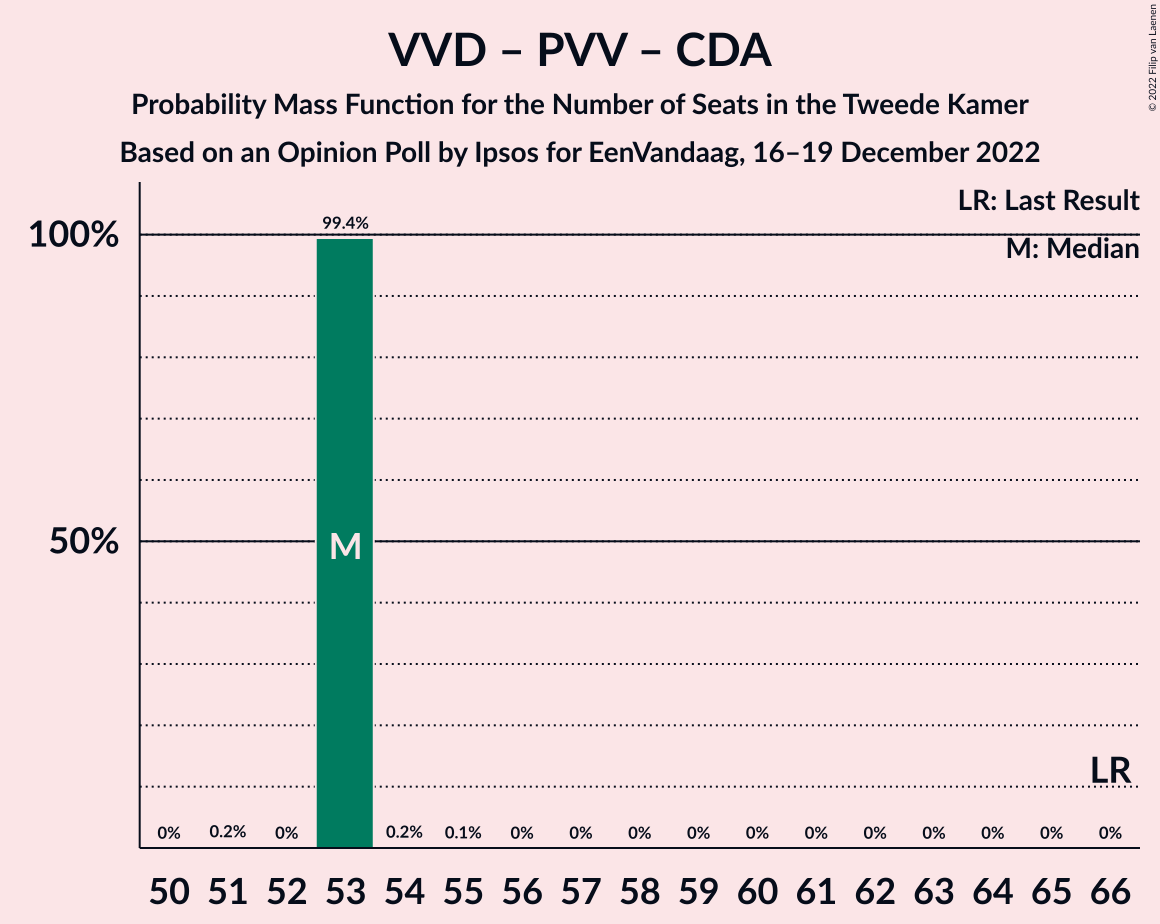 VVD – PVV – CDA
Probability Mass Function for the Number of Seats in the Tweede Kamer
Based on an Opinion Poll by Ipsos for EenVandaag, 16–19 December 2022
© 2022 Filip van Laenen
LR: Last Result
M: Median
100%
50%
99.4%
M
LR
0% 0.2% 0% 0.2% 0.1% 0% 0% 0% 0% 0% 0% 0% 0% 0% 0% 0%
50 51 52 53 54 55 56 57 58 59 60 61 62 63 64 65 66